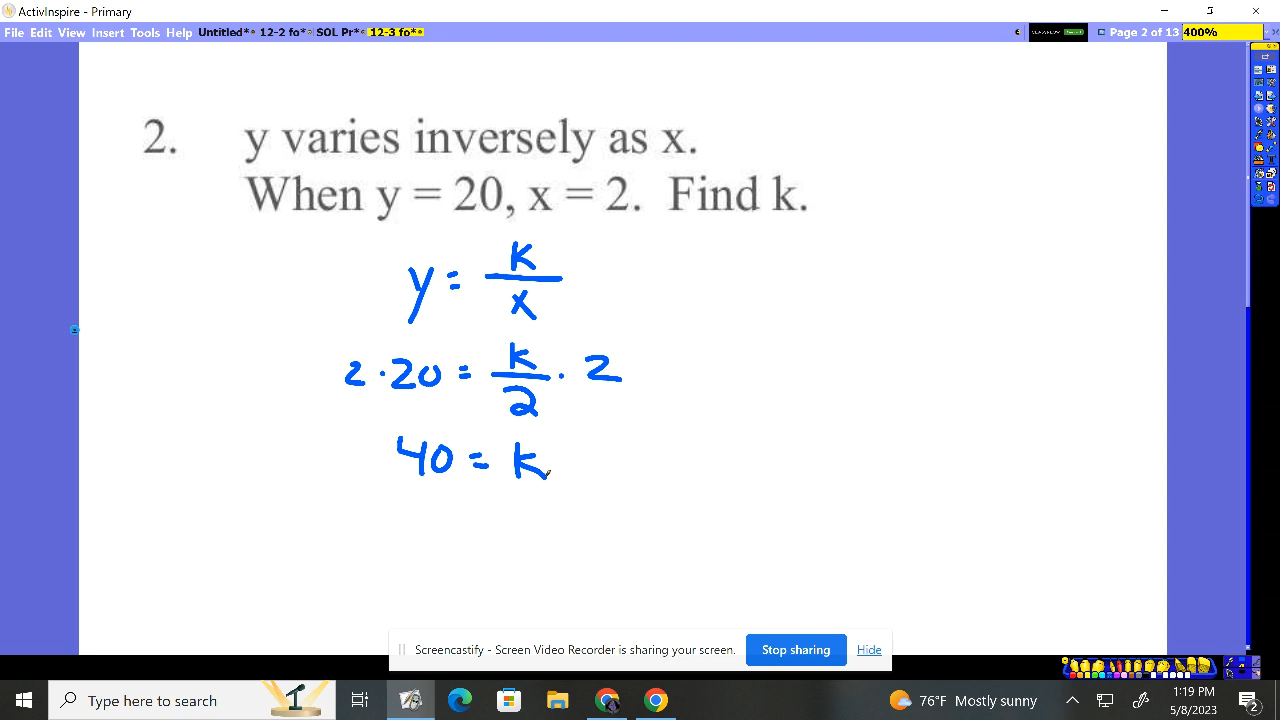 ActivInspire - Primary
File Edit View Insert Tools Help Untitled* 12-2 fo* SOL Pr* 12-3 fo* Page 2 of 13 400%
2. y varies inversely as x.
When y = 20, x = 2. Find k.
y = k/x
2 · 20 = k/2 · 2
40 = k
Screencastify - Screen Video Recorder is sharing your screen. Stop sharing Hide
Type here to search 76°F Mostly sunny 1:19 PM
5/8/2023 2